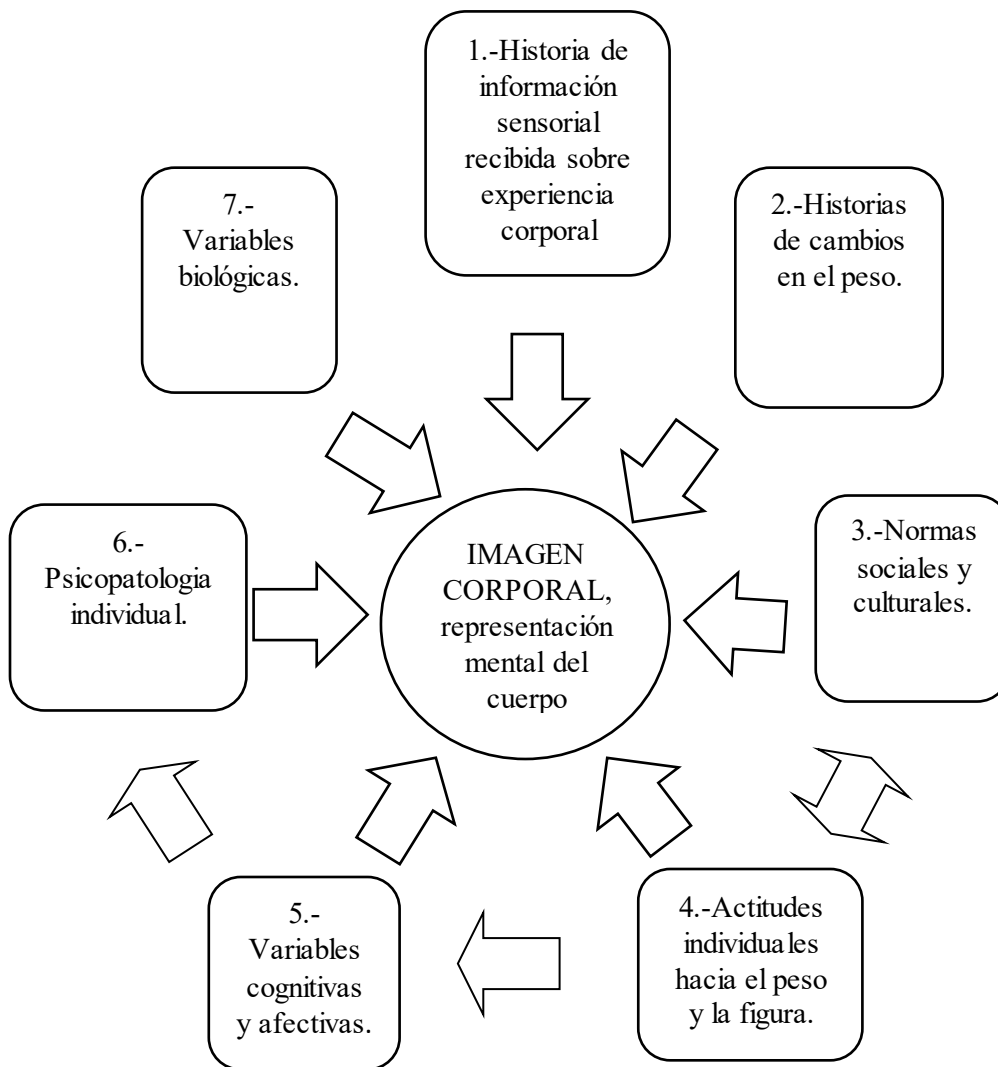 1.-Historia de
información
sensorial
recibida sobre
experiencia
corporal
2.-Historias
de cambios
en el peso.
3.-Normas
sociales y
culturales.
4.-Actitudes
individuales
hacia el peso
y la figura.
5.-
Variables
cognitivas
y afectivas.
6.-
Psicopatologia
individual.
7.-
Variables
biológicas.
IMAGEN
CORPORAL,
representación
mental del
cuerpo